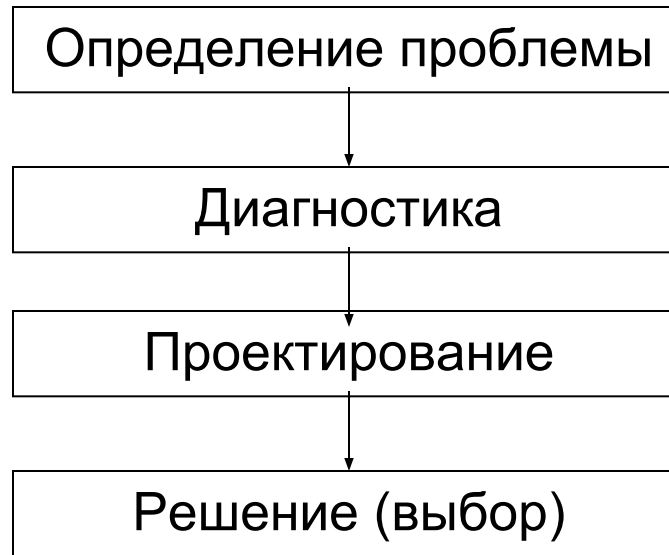 Определение проблемы
Диагностика
Проектирование
Решение (выбор)